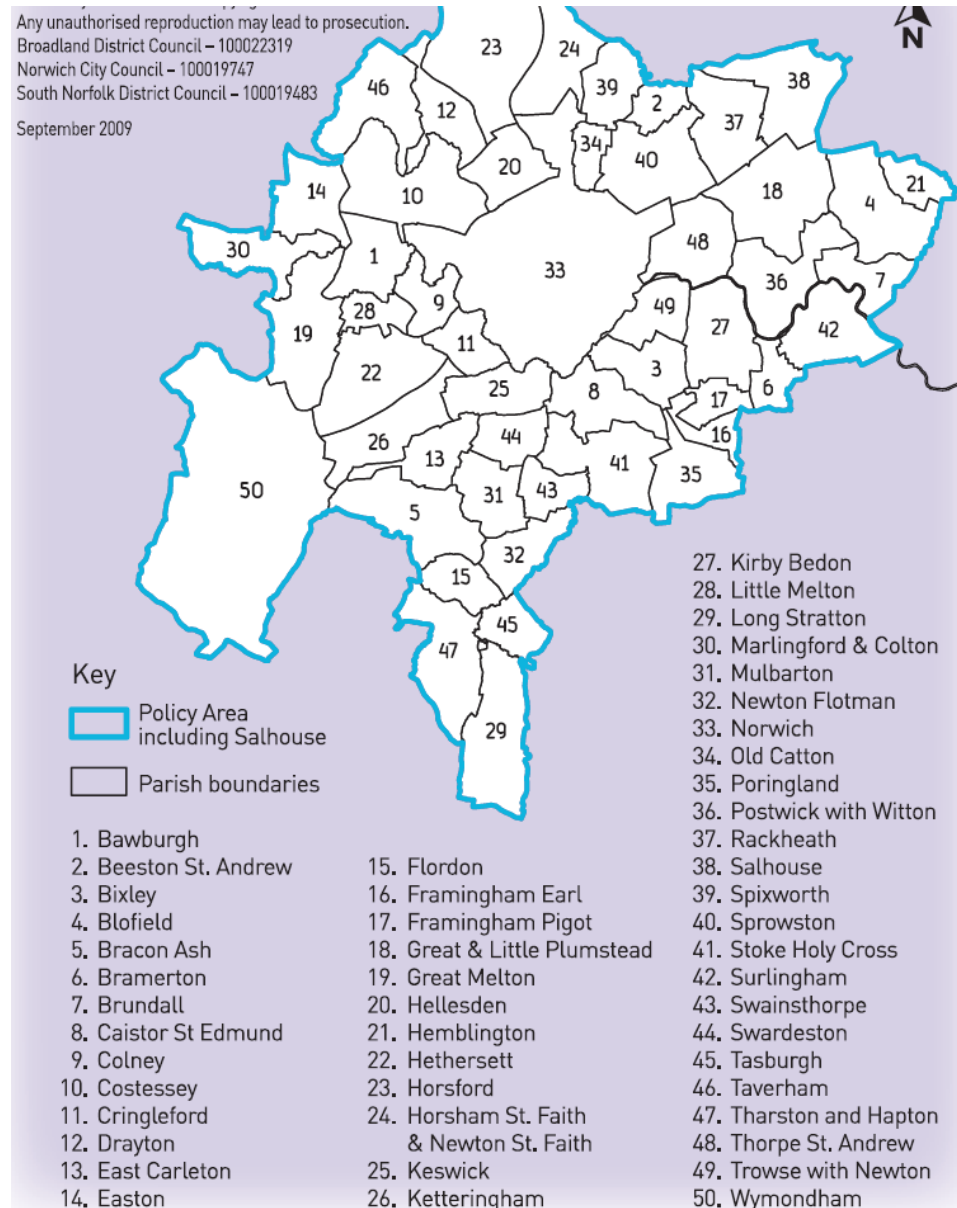 Any unauthorised reproduction may lead to prosecution.
Broadland District Council – 100022319
Norwich City Council – 100019747
South Norfolk District Council – 100019483
September 2009
N
23
24
38
46
39
2
12
37
34
40
20
14
10
18
21
4
30
1
48
33
36
7
9
28
49
27
42
19
11
22
3
25
8
17
6
26
44
16
13
41
35
50
31
43
5
32
15
45
47
29
Key
Policy Area
including Salhouse
Parish boundaries
1. Bawburgh
2. Beeston St. Andrew
3. Bixley
4. Blofield
5. Bracon Ash
6. Bramerton
7. Brundall
8. Caistor St Edmund
9. Colney
10. Costessey
11. Cringleford
12. Drayton
13. East Carleton
14. Easton
15. Flordon
16. Framingham Earl
17. Framingham Pigot
18. Great & Little Plumstead
19. Great Melton
20. Hellesden
21. Hemblington
22. Hethersett
23. Horsford
24. Horsham St. Faith
& Newton St. Faith
25. Keswick
26. Ketteringham
27. Kirby Bedon
28. Little Melton
29. Long Stratton
30. Marlingford & Colton
31. Mulbarton
32. Newton Flotman
33. Norwich
34. Old Catton
35. Poringland
36. Postwick with Witton
37. Rackheath
38. Salhouse
39. Spixworth
40. Sprowston
41. Stoke Holy Cross
42. Surlingham
43. Swainsthorpe
44. Swardeston
45. Tasburgh
46. Taverham
47. Tharston and Hapton
48. Thorpe St. Andrew
49. Trowse with Newton
50. Wymondham